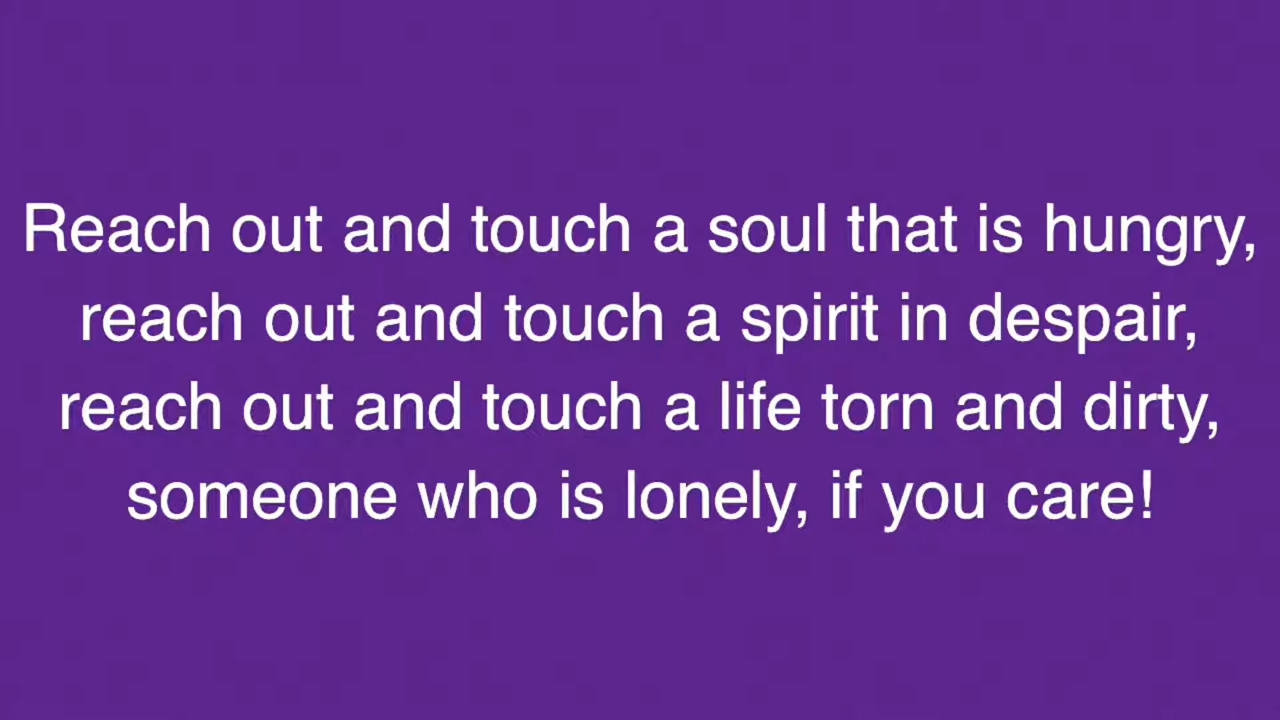 Reach out and touch a soul that is hungry,
reach out and touch a spirit in despair,
reach out and touch a life torn and dirty,
someone who is lonely, if you care!